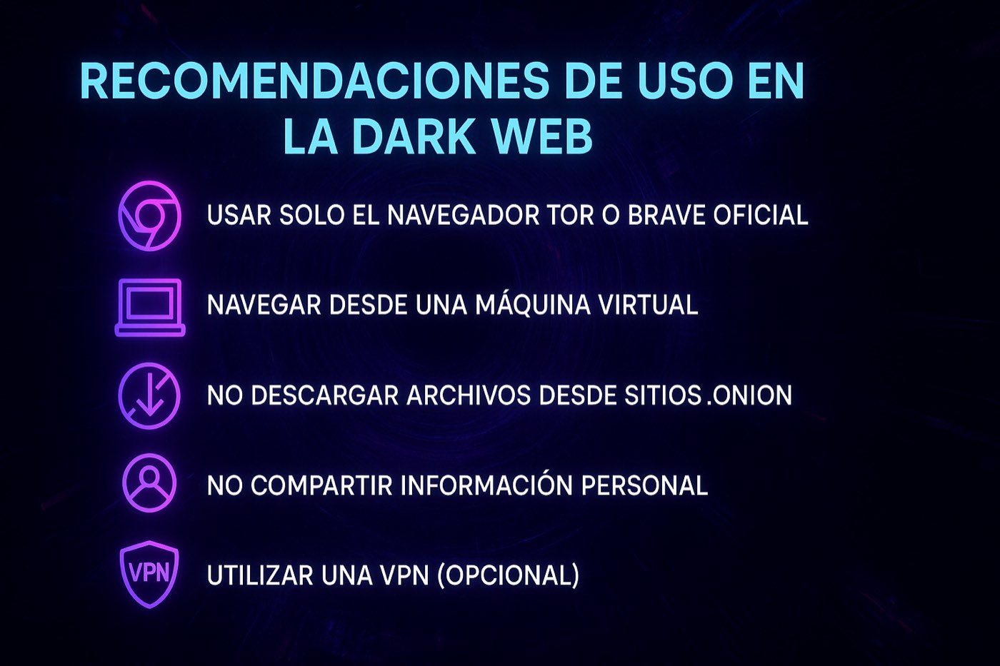 RECOMENDACIONES DE USO EN
LA DARK WEB
USAR SOLO EL NAVEGADOR TOR O BRAVE OFICIAL
NAVEGAR DESDE UNA MÁQUINA VIRTUAL
NO DESCARGAR ARCHIVOS DESDE SITIOS .ONION
NO COMPARTIR INFORMACIÓN PERSONAL
VPN UTILIZAR UNA VPN (OPCIONAL)